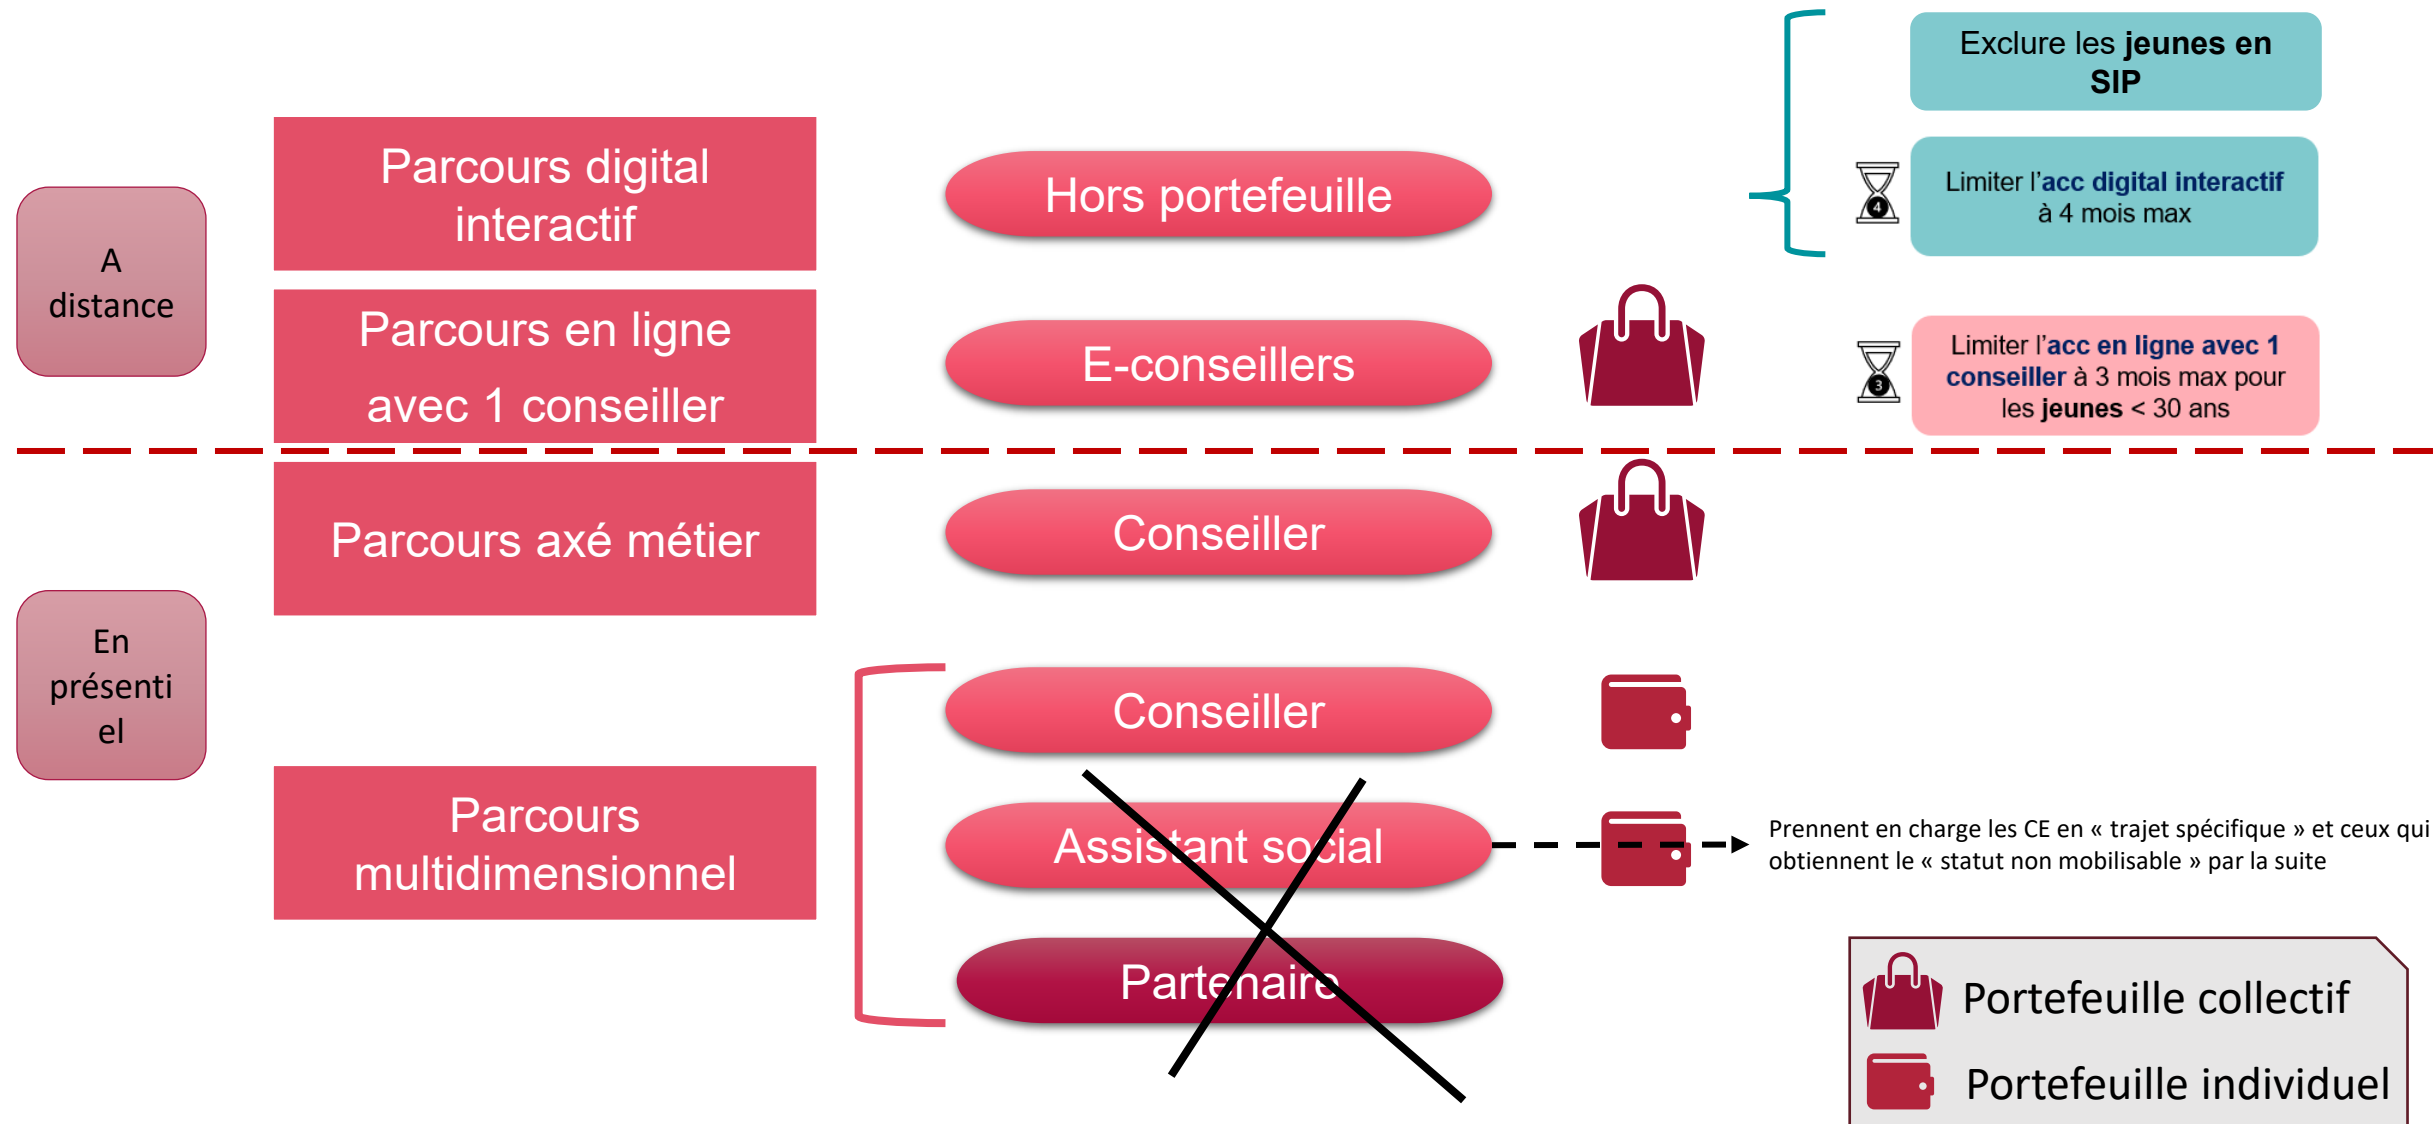 Exclure les jeunes en
SIP
Parcours digital
interactif
Hors portefeuille
4
Limiter l’acc digital interactif
à 4 mois max
A
distance
Parcours en ligne
avec 1 conseiller
E-conseillers
3
Limiter l’acc en ligne avec 1
conseiller à 3 mois max pour
les jeunes < 30 ans
Parcours axé métier
Conseiller
En
présenti
el
Conseiller
Parcours
multidimensionnel
Assistant social
Prennent en charge les CE en « trajet spécifique » et ceux qui
obtiennent le « statut non mobilisable » par la suite
Partenaire
Portefeuille collectif
Portefeuille individuel